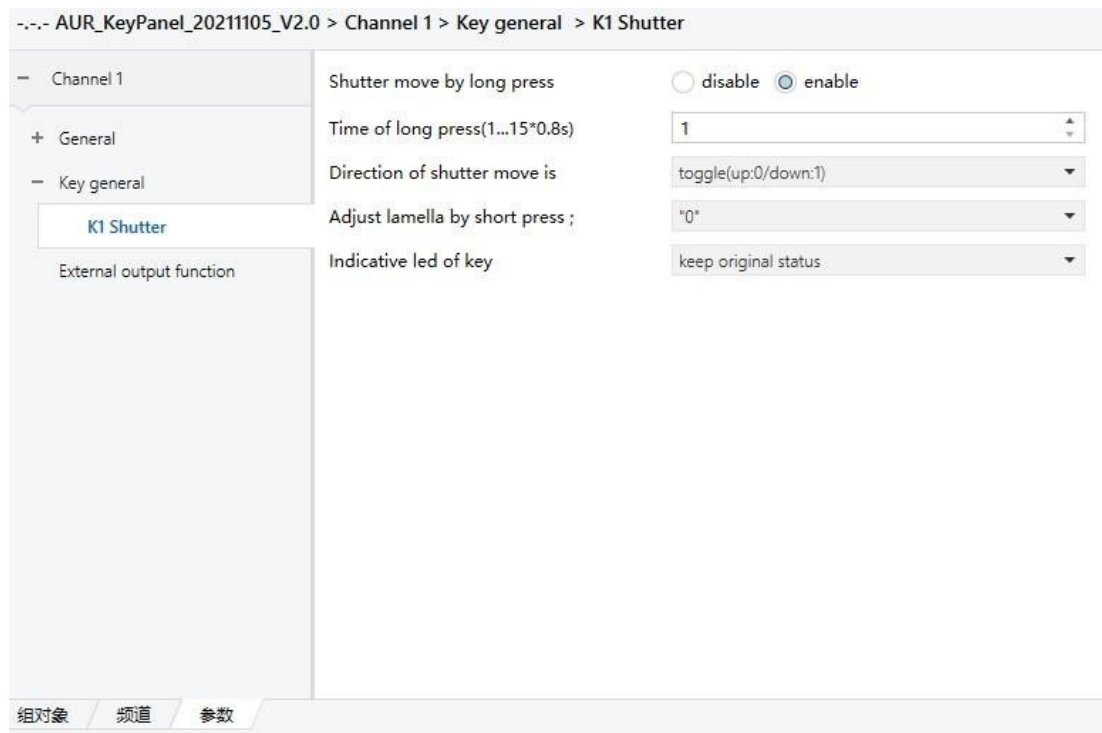 -.-.- AUR_KeyPanel_20211105_V2.0 > Channel 1 > Key general > K1 Shutter
− Channel 1
+ General
− Key general
K1 Shutter
External output function
Shutter move by long press disable enable
Time of long press(1...15*0.8s) 1
Direction of shutter move is toggle(up:0/down:1)
Adjust lamella by short press ; "0"
Indicative led of key keep original status
组对象 频道 参数